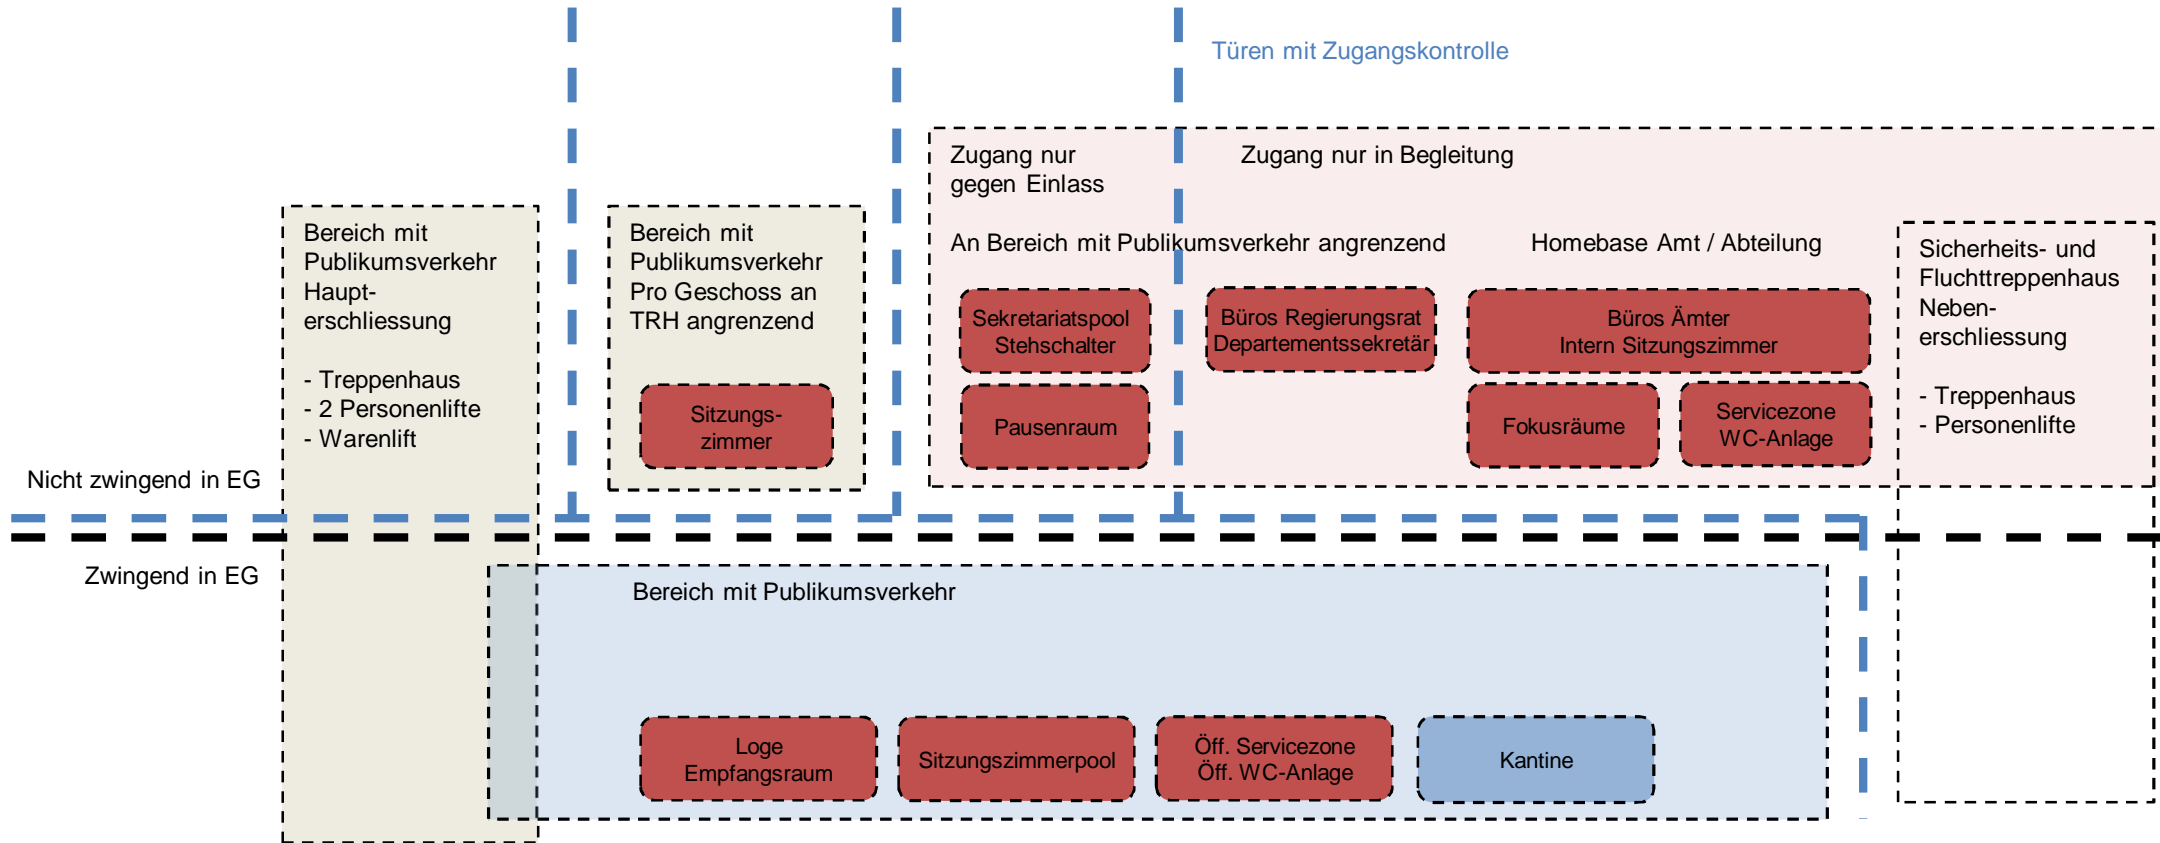 Türen mit Zugangskontrolle
Zugang nur
gegen Einlass
Zugang nur in Begleitung
Bereich mit
Publikumsverkehr
Haupt-
erschliessung
- Treppenhaus
- 2 Personenlifte
- Warenlift
Bereich mit
Publikumsverkehr
Pro Geschoss an
TRH angrenzend
Sitzungs-
zimmer
An Bereich mit Publikumsverkehr angrenzend
Homebase Amt / Abteilung
Sekretariatspool
Stehschalter
Büros Regierungsrat
Departementssekretär
Büros Ämter
Intern Sitzungszimmer
Pausenraum
Fokusräume
Servicezone
WC-Anlage
Sicherheits- und
Fluchttreppenhaus
Neben-
erschliessung
- Treppenhaus
- Personenlifte
Nicht zwingend in EG
Zwingend in EG
Bereich mit Publikumsverkehr
Loge
Empfangsraum
Sitzungszimmerpool
Öff. Servicezone
Öff. WC-Anlage
Kantine